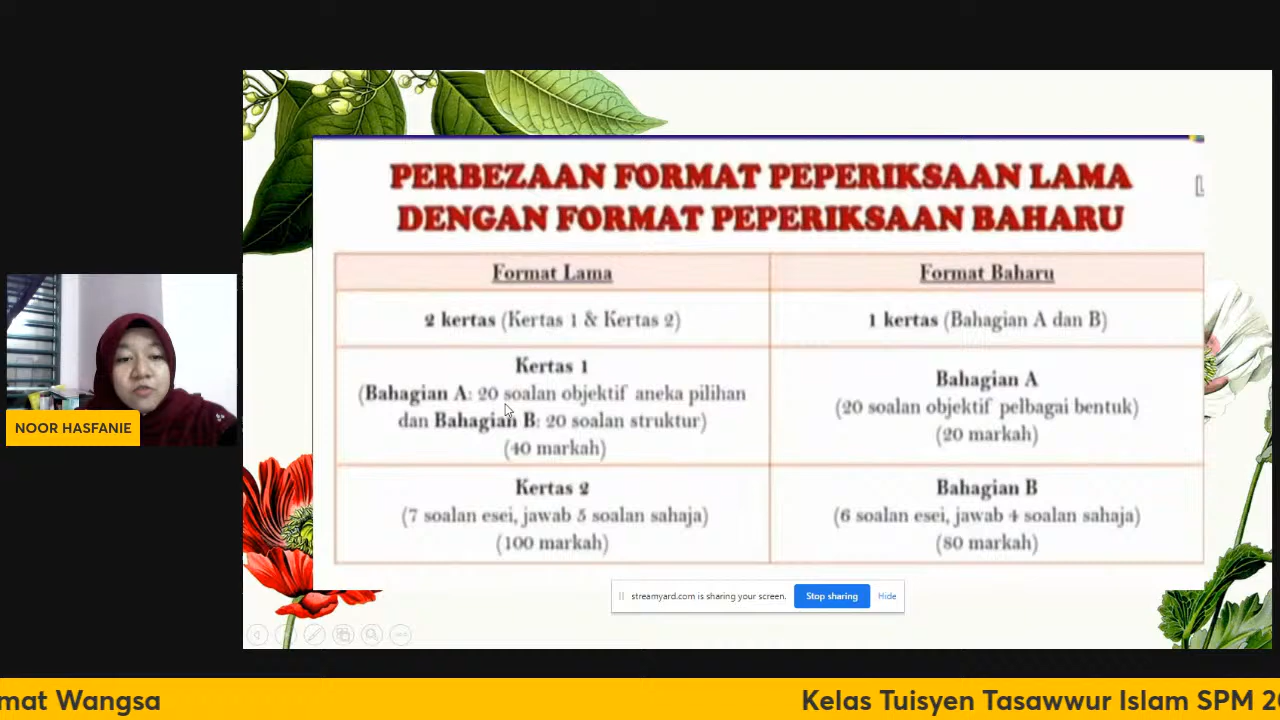 PERBEZAAN FORMAT PEPERIKSAAN LAMA
DENGAN FORMAT PEPERIKSAAN BAHARU
Format Lama
Format Baharu
2 kertas (Kertas 1 & Kertas 2)
1 kertas (Bahagian A dan B)
Kertas 1
(Bahagian A: 20 soalan objektif aneka pilihan
dan Bahagian B: 20 soalan struktur)
(40 markah)
Bahagian A
(20 soalan objektif pelbagai bentuk)
(20 markah)
Kertas 2
(7 soalan esei, jawab 5 soalan sahaja)
(100 markah)
Bahagian B
(6 soalan esei, jawab 4 soalan sahaja)
(80 markah)
NOOR HASFANIE
streamyard.com is sharing your screen.
Stop sharing
Hide
mat Wangsa
Kelas Tuisyen Tasawwur Islam SPM 2